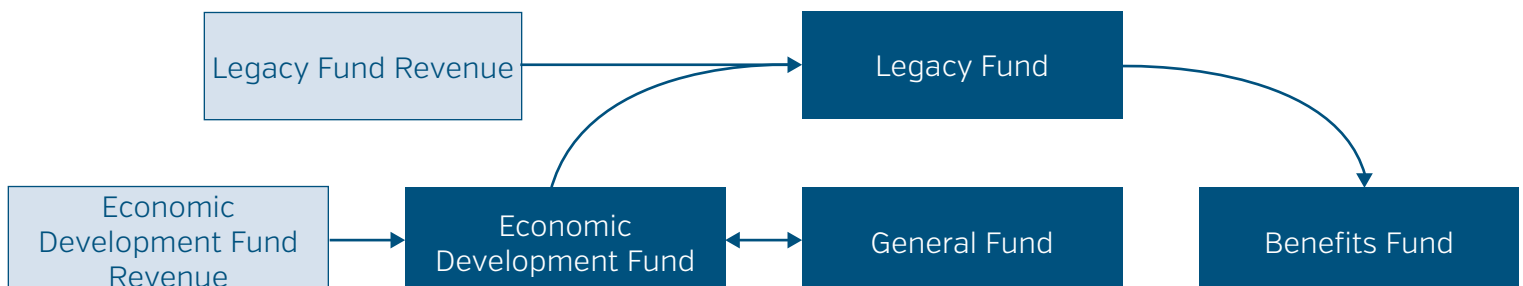 Legacy Fund Revenue
Legacy Fund
Economic
Development Fund
Revenue
Economic
Development Fund
General Fund
Benefits Fund